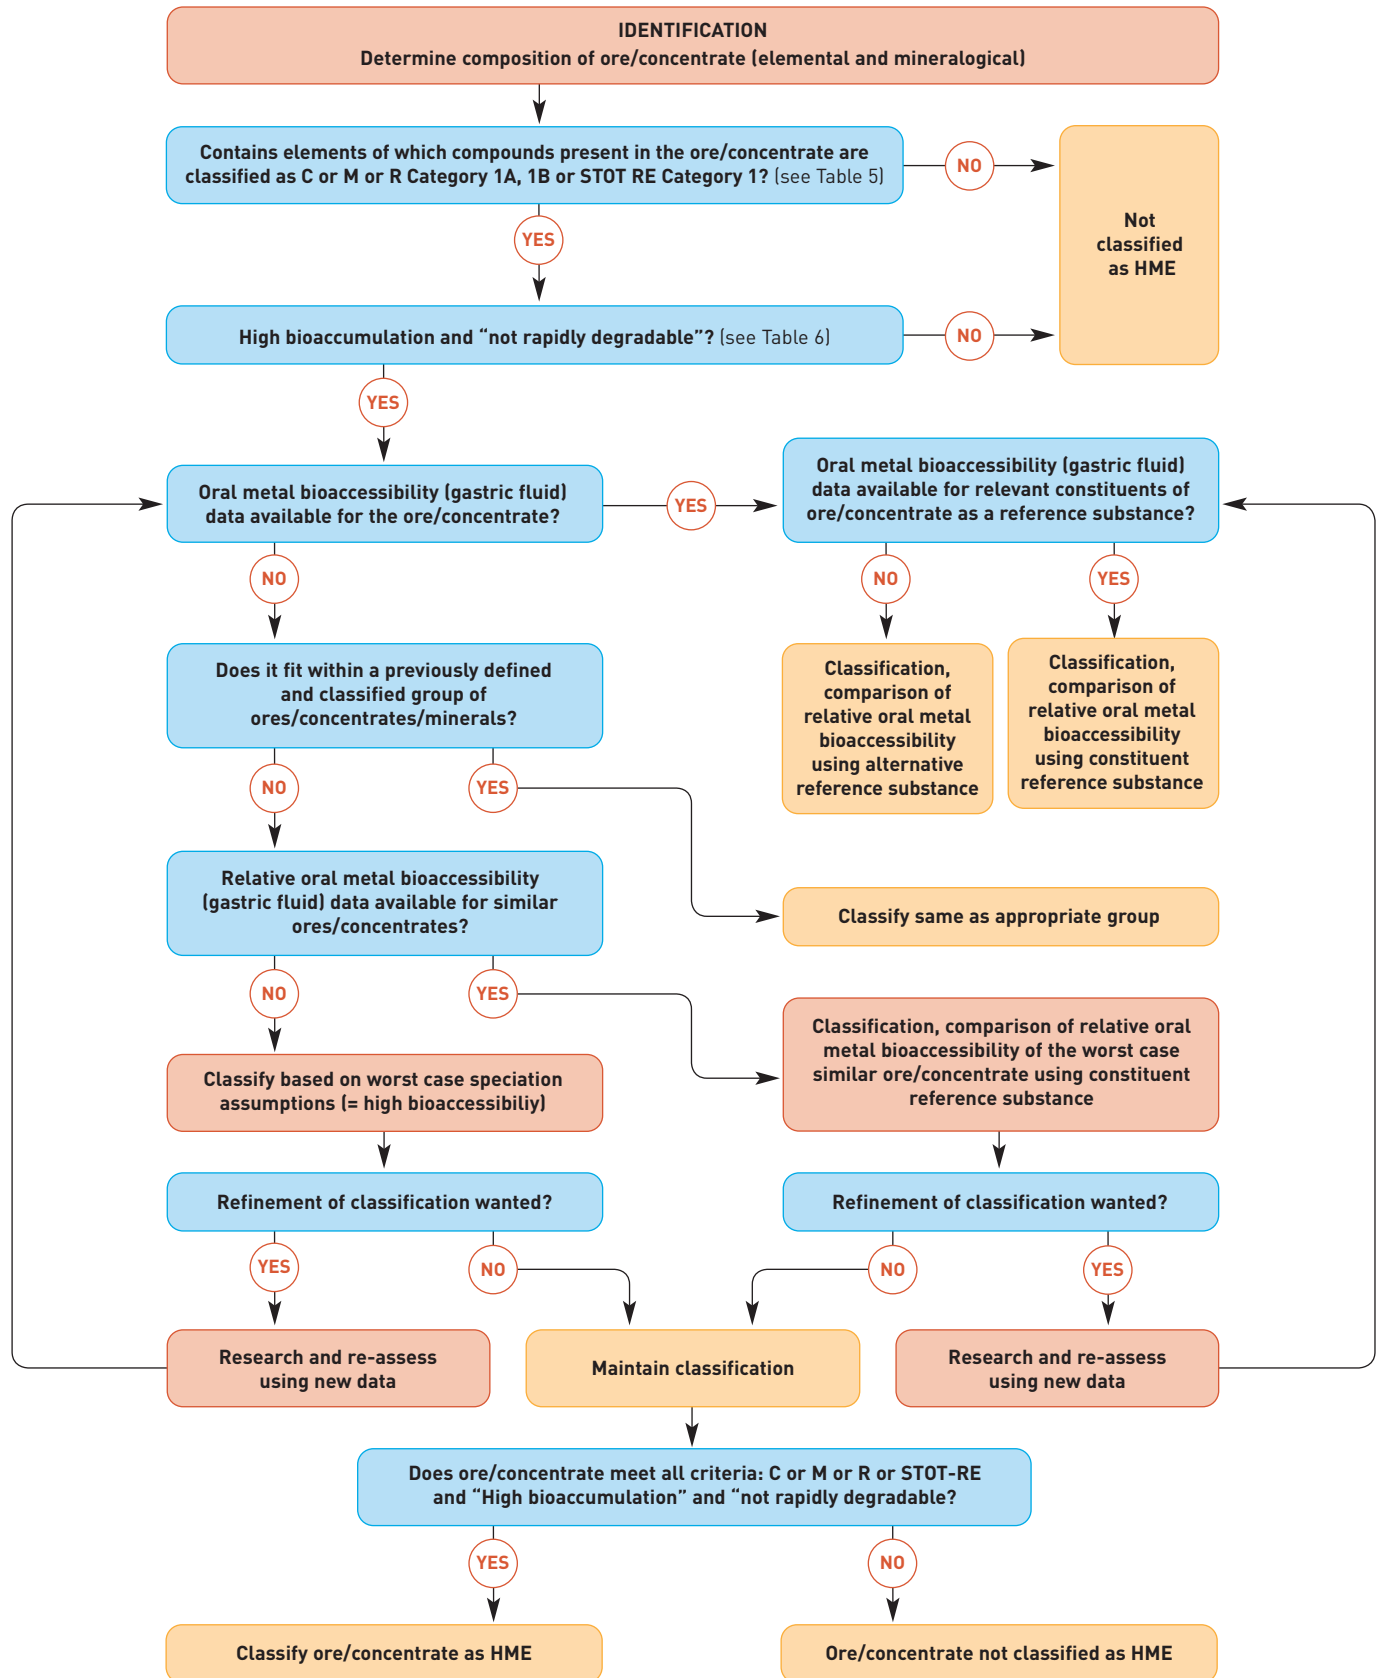 IDENTIFICATION
Determine composition of ore/concentrate (elemental and mineralogical)
Contains elements of which compounds present in the ore/concentrate are
classified as C or M or R Category 1A, 1B or STOT RE Category 1? (see Table 5)
NO
Not
classified
as HME
YES
High bioaccumulation and “not rapidly degradable”? (see Table 6)
NO
YES
Oral metal bioaccessibility (gastric fluid)
data available for the ore/concentrate?
YES
Oral metal bioaccessibility (gastric fluid)
data available for relevant constituents of
ore/concentrate as a reference substance?
NO
NO
YES
Does it fit within a previously defined
and classified group of
ores/concentrates/minerals?
Classification,
comparison of
relative oral metal
bioaccessibility
using alternative
reference substance
Classification,
comparison of
relative oral metal
bioaccessibility
using constituent
reference substance
NO
YES
Relative oral metal bioaccessibility
(gastric fluid) data available for similar
ores/concentrates?
Classify same as appropriate group
NO
YES
Classify based on worst case speciation
assumptions (= high bioaccessibiliy)
Classification, comparison of relative oral
metal bioaccessibility of the worst case
similar ore/concentrate using constituent
reference substance
Refinement of classification wanted?
Refinement of classification wanted?
YES
NO
NO
YES
Research and re-assess
using new data
Maintain classification
Research and re-assess
using new data
Does ore/concentrate meet all criteria: C or M or R or STOT-RE
and “High bioaccumulation” and “not rapidly degradable?
YES
NO
Classify ore/concentrate as HME
Ore/concentrate not classified as HME